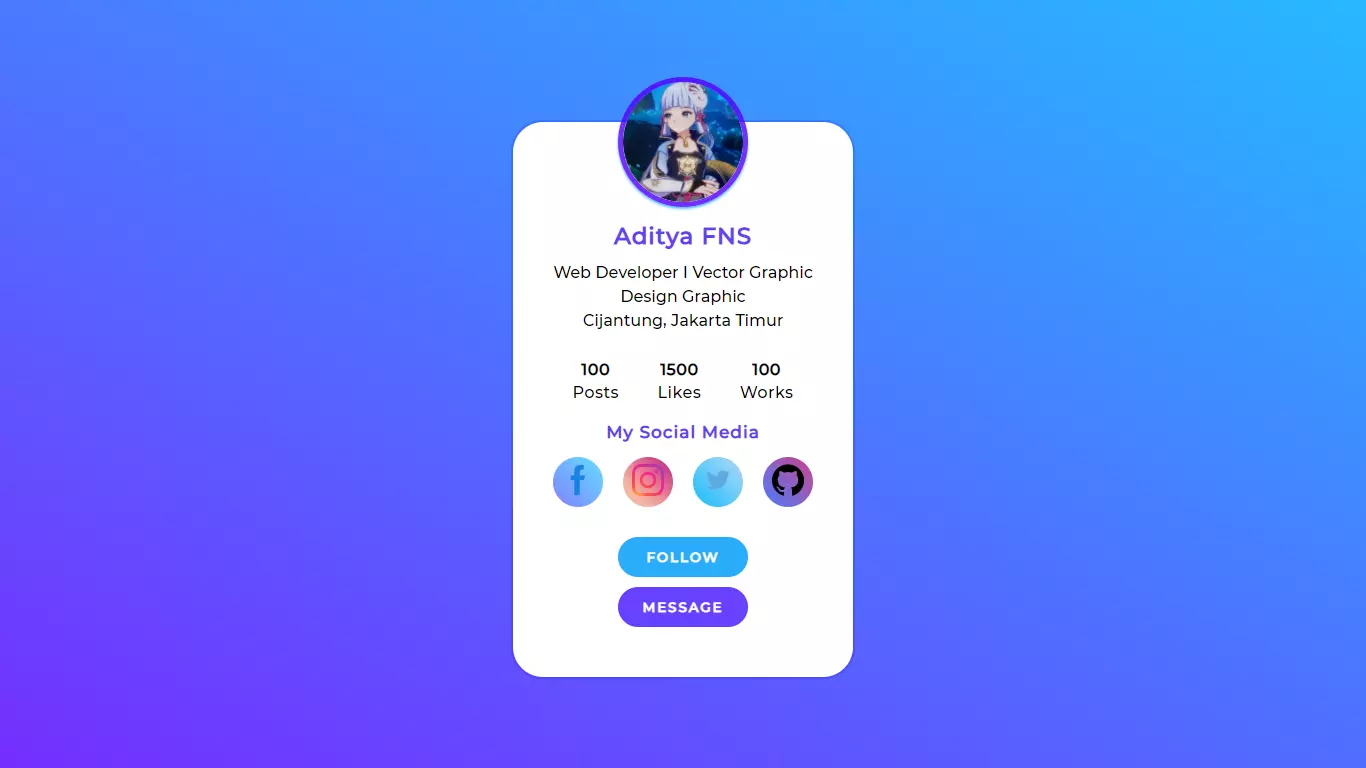 Aditya FNS
Web Developer I Vector Graphic
Design Graphic
Cijantung, Jakarta Timur
100 1500 100
Posts Likes Works
My Social Media
FOLLOW
MESSAGE